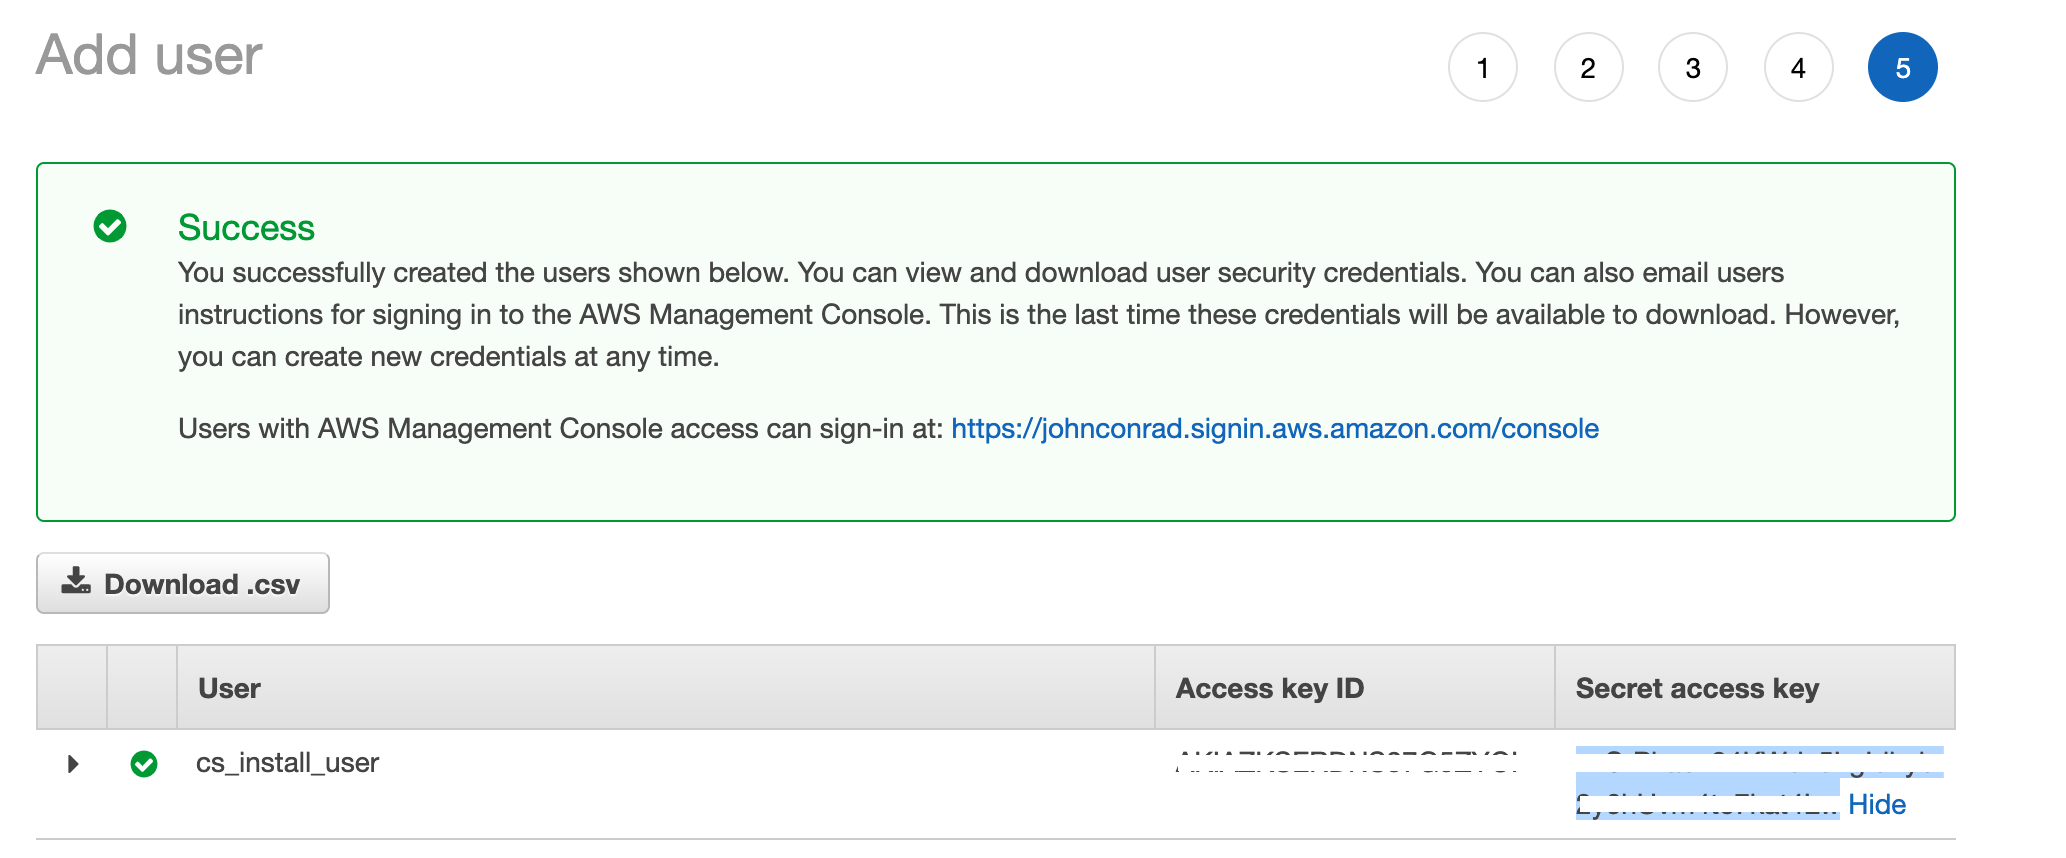 Add user
1 2 3 4 5
Success
You successfully created the users shown below. You can view and download user security credentials. You can also email users
instructions for signing in to the AWS Management Console. This is the last time these credentials will be available to download. However,
you can create new credentials at any time.
Users with AWS Management Console access can sign-in at: https://johnconrad.signin.aws.amazon.com/console
Download .csv
User Access key ID Secret access key
cs_install_user
Hide